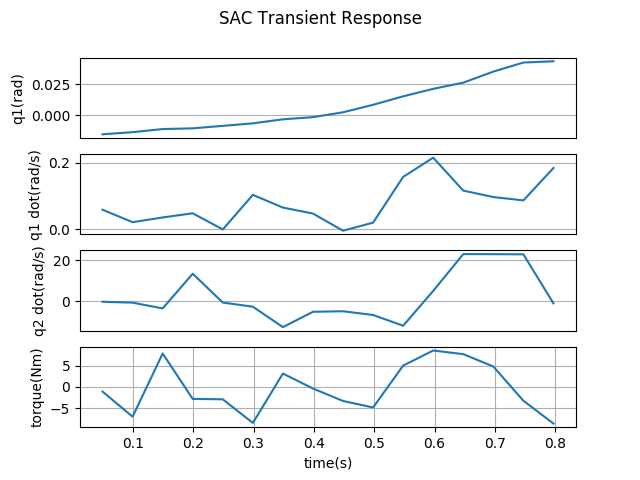 SAC Transient Response
q1(rad)
0.025
0.000
q1 dot(rad/s)
0.2
0.0
q2 dot(rad/s)
20
0
torque(Nm)
5
0
−5
0.1 0.2 0.3 0.4 0.5 0.6 0.7 0.8
time(s)